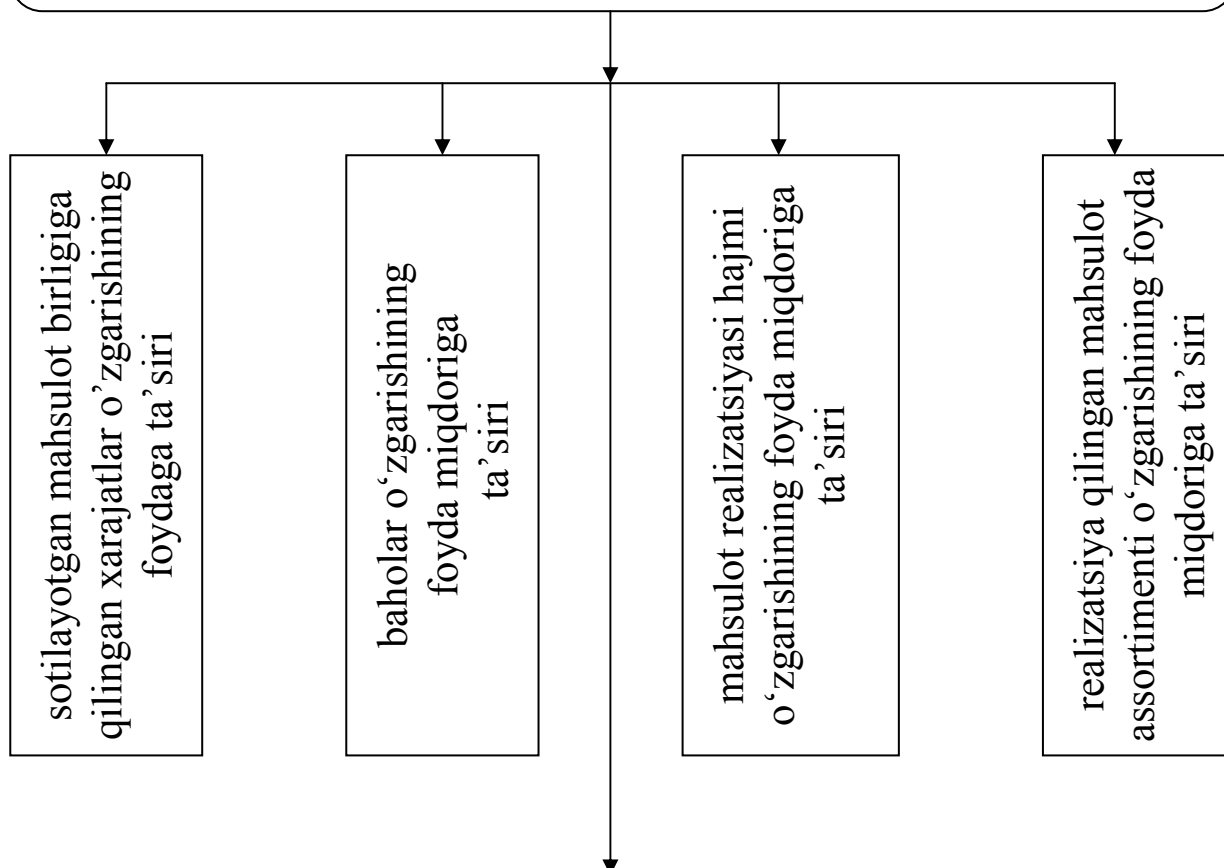 sotilayotgan mahsulot birligiga
qilingan xarajatlar o’zgarishining
foydaga ta’siri
baholar o‘zgarishining
foyda miqdoriga
ta’siri
mahsulot realizatsiyasi hajmi
o‘zgarishining foyda miqdoriga
ta’siri
realizatsiya qilingan mahsulot
assortimenti o‘zgarishining foyda
miqdoriga ta’siri